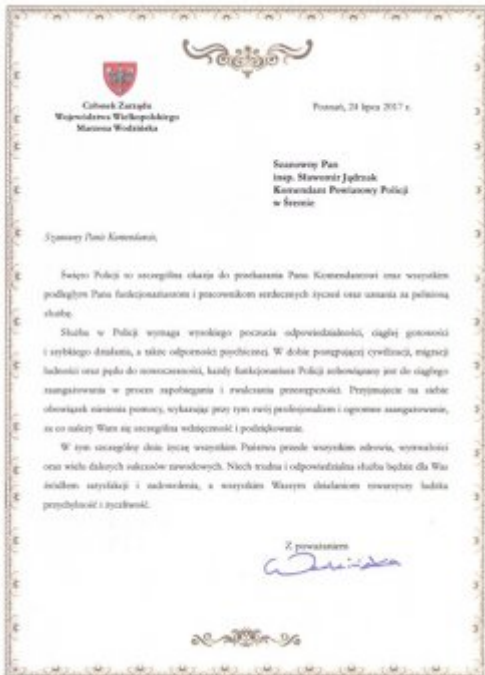 Członek Zarządu
Województwa Wielkopolskiego
Marzena Wodzińska
Poznań, 24 lipca 2017 r.
Szanowny Pan
insp. Sławomir Jądrzak
Komendant Powiatowy Policji
w Śremie
Szanowny Panie Komendancie,
Święto Policji to szczególna okazja do przekazania Panu Komendantowi oraz wszystkim
podległym Panu funkcjonariuszom i pracownikom serdecznych życzeń oraz uznania za pełnioną
służbę.
Służba w Policji wymaga wysokiego poczucia odpowiedzialności, ciągłej gotowości
i szybkiego działania, a także odporności psychicznej. W dobie postępującej cywilizacji, migracji
ludności oraz pędu do nowoczesności, każdy funkcjonariusz Policji zobowiązany jest do ciągłego
zaangażowania w proces zapobiegania i zwalczania przestępczości. Przyjmujecie na siebie
obowiązek niesienia pomocy, wykazując przy tym swój profesjonalizm i ogromne zaangażowanie,
za co należy Wam się szczególna wdzięczność i podziękowanie.
W tym szczególny dniu życzę wszystkim Państwu przede wszystkim zdrowia, wytrwałości
oraz wielu dalszych sukcesów zawodowych. Niech trudna i odpowiedzialna służba będzie dla Was
źródłem satysfakcji i zadowolenia, a wszystkim Waszym działaniom towarzyszy ludzka
przychylność i życzliwość.
Z poważaniem
Wodzińska